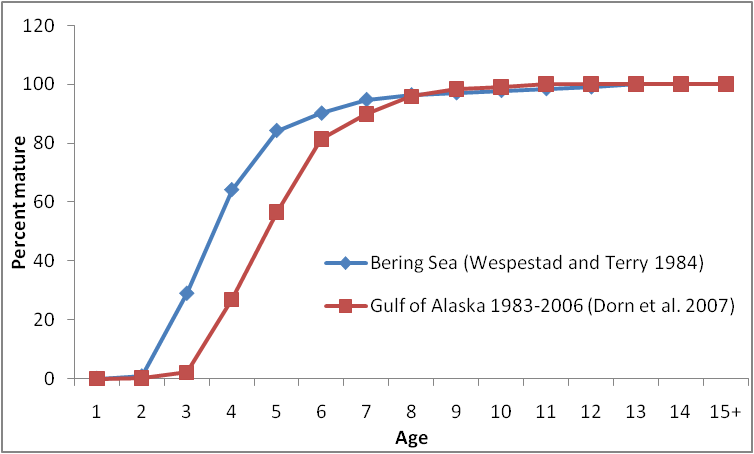 120
100
80
60
40
20
0
Percent mature
Bering Sea (Wespestad and Terry 1984)
Gulf of Alaska 1983-2006 (Dorn et al. 2007)
1 2 3 4 5 6 7 8 9 10 11 12 13 14 15+
Age